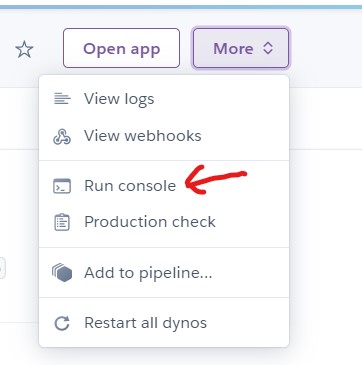 Open app
More
View logs
View webhooks
Run console
Production check
Add to pipeline...
Restart all dynos